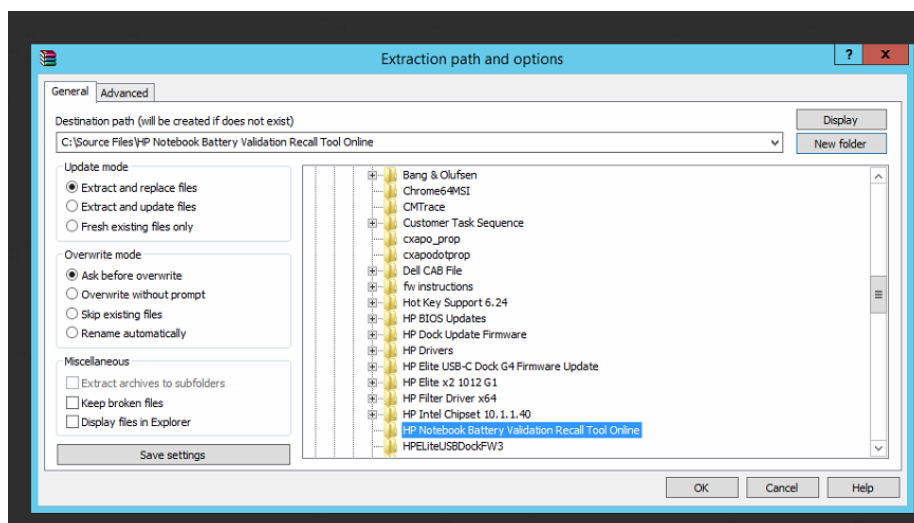 Extraction path and options
? x
General Advanced
Destination path (will be created if does not exist)
C:\Source Files\HP Notebook Battery Validation Recall Tool Online
Display
New folder
Update mode
Extract and replace files
Extract and update files
Fresh existing files only
Overwrite mode
Ask before overwrite
Overwrite without prompt
Skip existing files
Rename automatically
Miscellaneous
Extract archives to subfolders
Keep broken files
Display files in Explorer
Save settings
Bang & Olufsen
Chrome64MSI
CMTrace
Customer Task Sequence
cxapo_prop
cxapodotprop
Dell CAB File
fw instructions
Hot Key Support 6.24
HP BIOS Updates
HP Dock Update Firmware
HP Drivers
HP Elite USB-C Dock G4 Firmware Update
HP Elite x2 1012 G1
HP Filter Driver x64
HP Intel Chipset 10.1.1.40
HP Notebook Battery Validation Recall Tool Online
HPELiteUSBDockFW3
OK Cancel Help